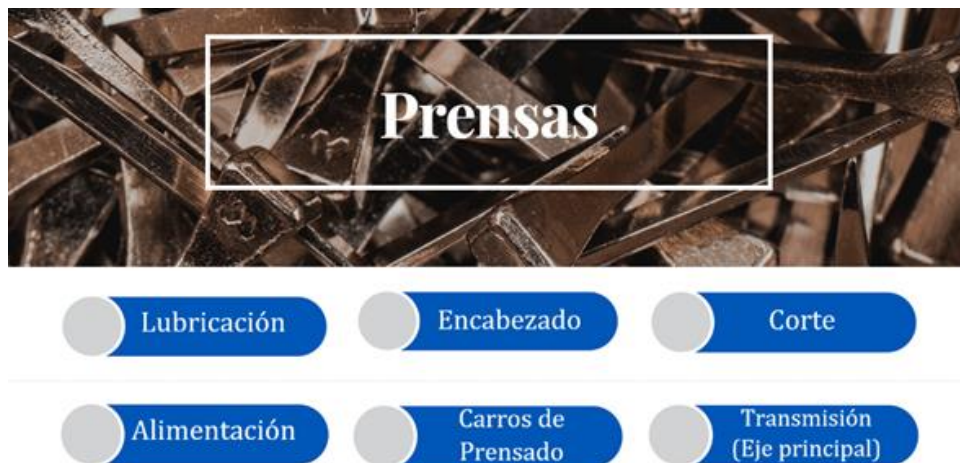 Prensas
Lubricación
Encabezado
Corte
Alimentación
Carros de
Prensado
Transmisión
(Eje principal)